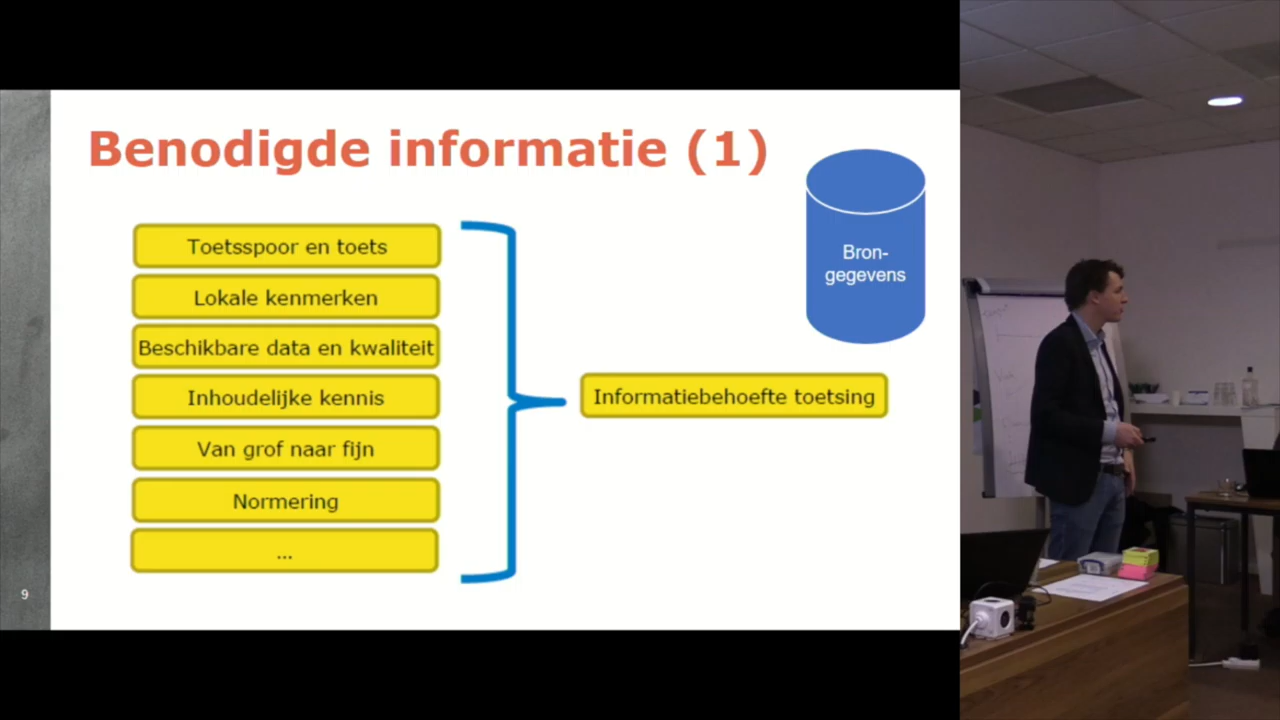 Benodigde informatie (1)
Toetsspoor en toets
Lokale kenmerken
Beschikbare data en kwaliteit
Inhoudelijke kennis
Van grof naar fijn
Normering
...
Bron-
gegevens
Informatiebehoefte toetsing
9